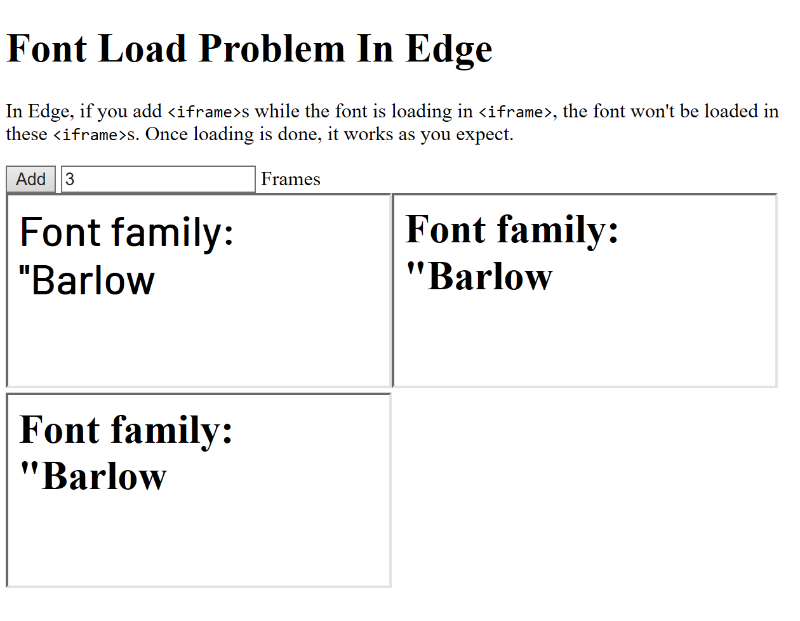 Font Load Problem In Edge
In Edge, if you add <iframe>s while the font is loading in <iframe>, the font won't be loaded in
these <iframe>s. Once loading is done, it works as you expect.
Add 3 Frames
Font family:
"Barlow
Font family:
"Barlow
Font family:
"Barlow